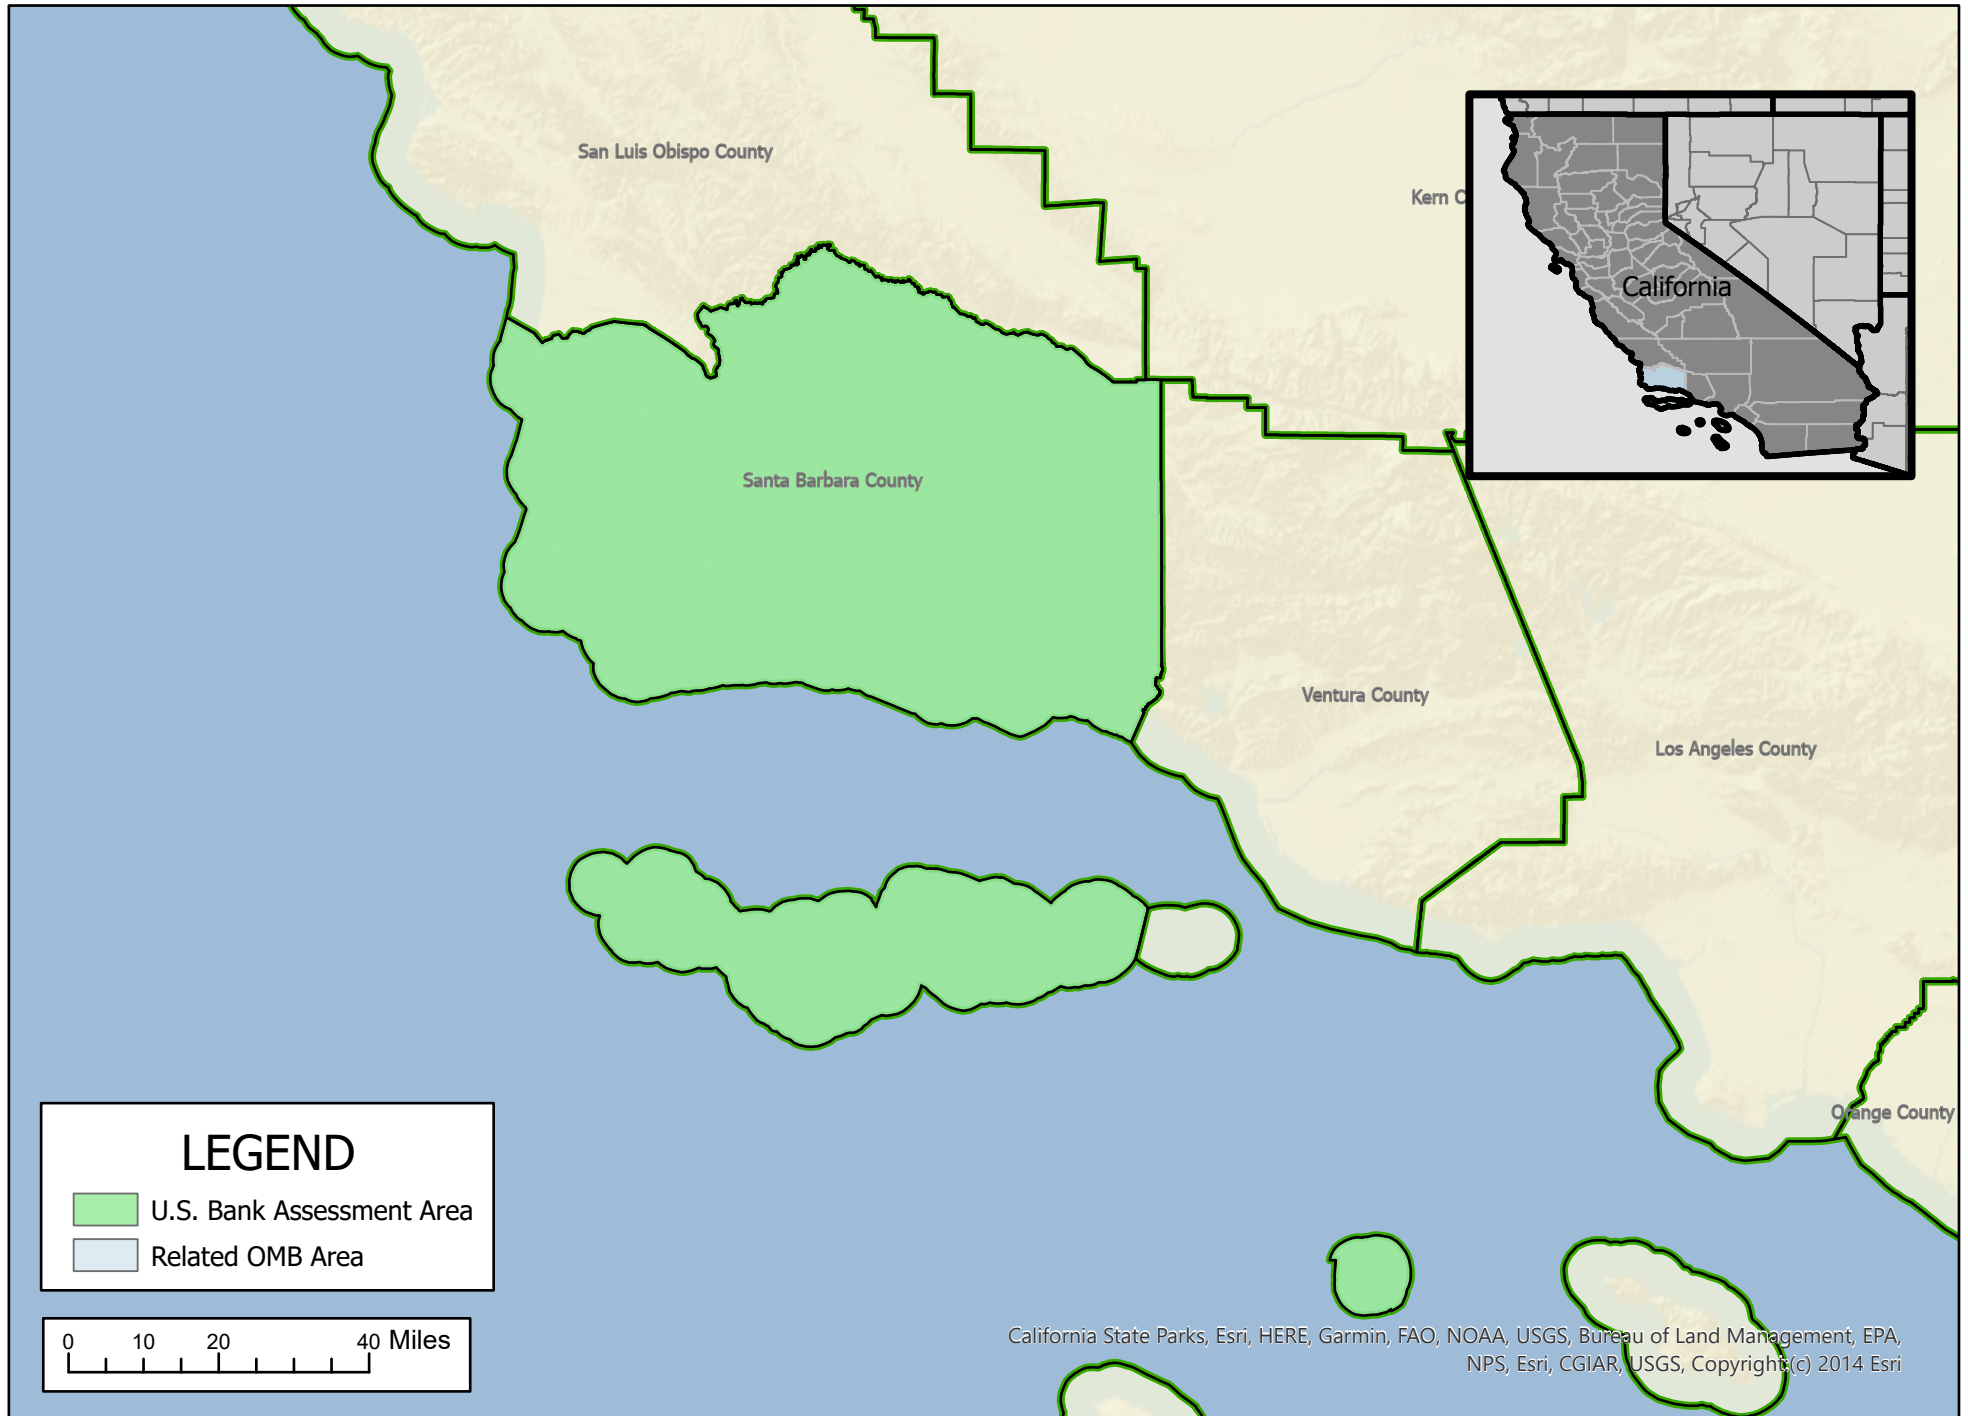 San Luis Obispo County
Kern C
California
Santa Barbara County
Ventura County
Los Angeles County
Orange County
LEGEND
U.S. Bank Assessment Area
Related OMB Area
0 10 20 40 Miles
California State Parks, Esri, HERE, Garmin, FAO, NOAA, USGS, Bureau of Land Management, EPA,
NPS, Esri, CGIAR, USGS, Copyright:(c) 2014 Esri